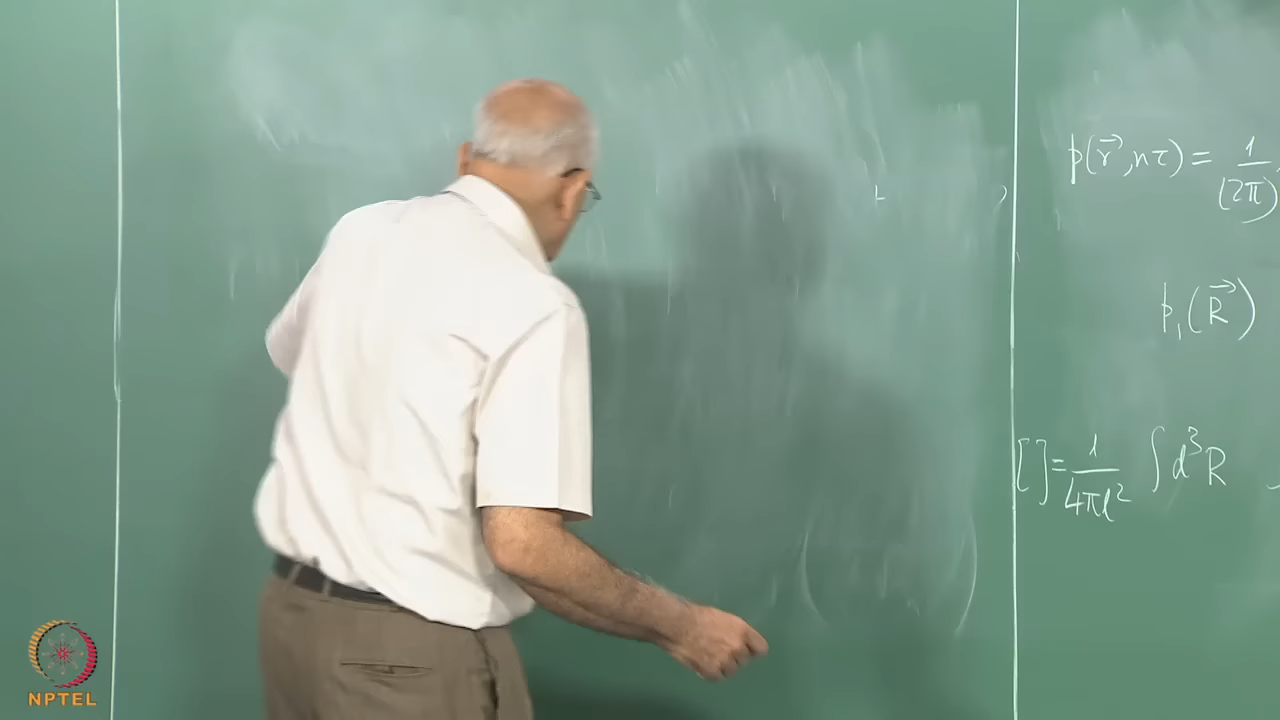 p(r⃗, nτ) = 1/(2π)
p₁(R⃗)
[ ] = 1/(4πl²) ∫ d³R
NPTEL